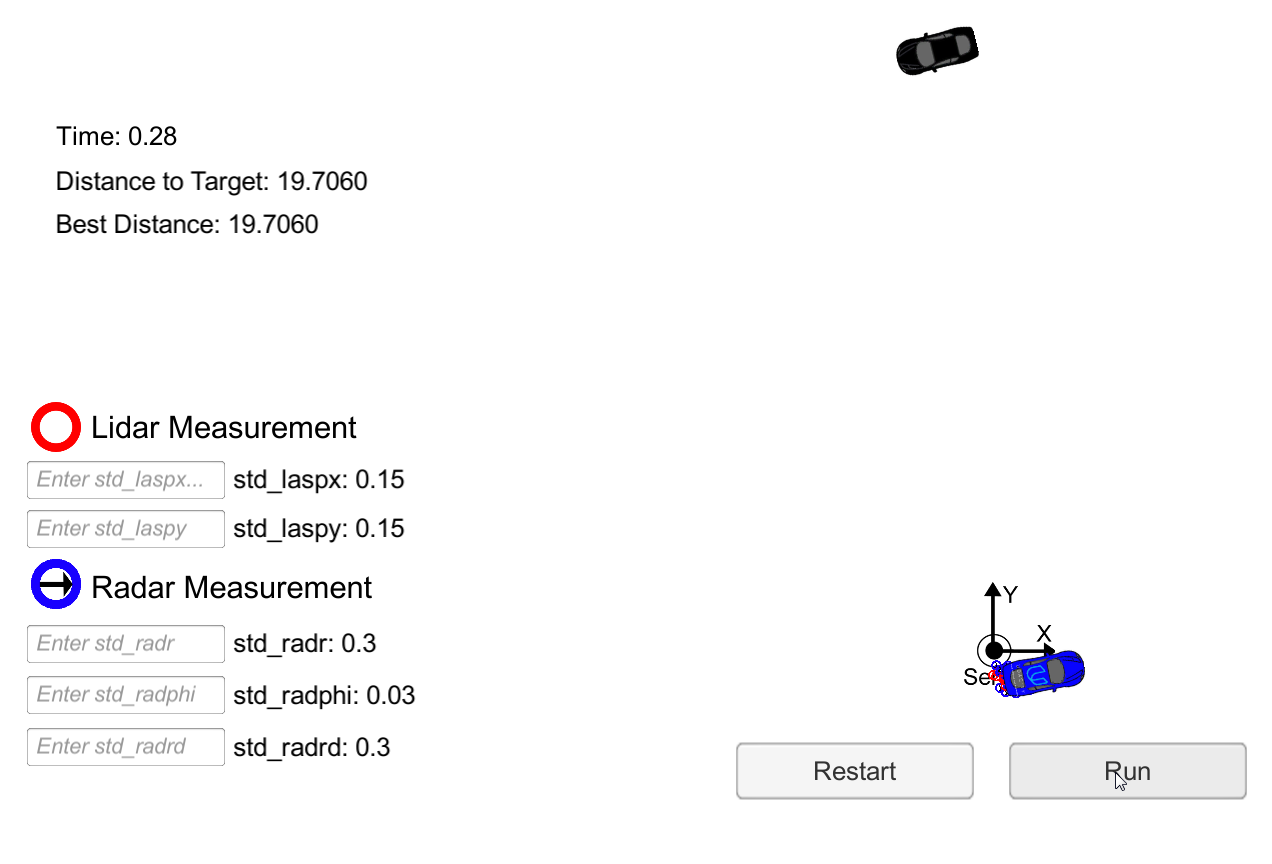 Time: 0.28
Distance to Target: 19.7060
Best Distance: 19.7060
Lidar Measurement
Enter std_laspx... std_laspx: 0.15
Enter std_laspy std_laspy: 0.15
Radar Measurement
Enter std_radr std_radr: 0.3
Enter std_radphi std_radphi: 0.03
Enter std_radrd std_radrd: 0.3
Y
X
Restart
Run